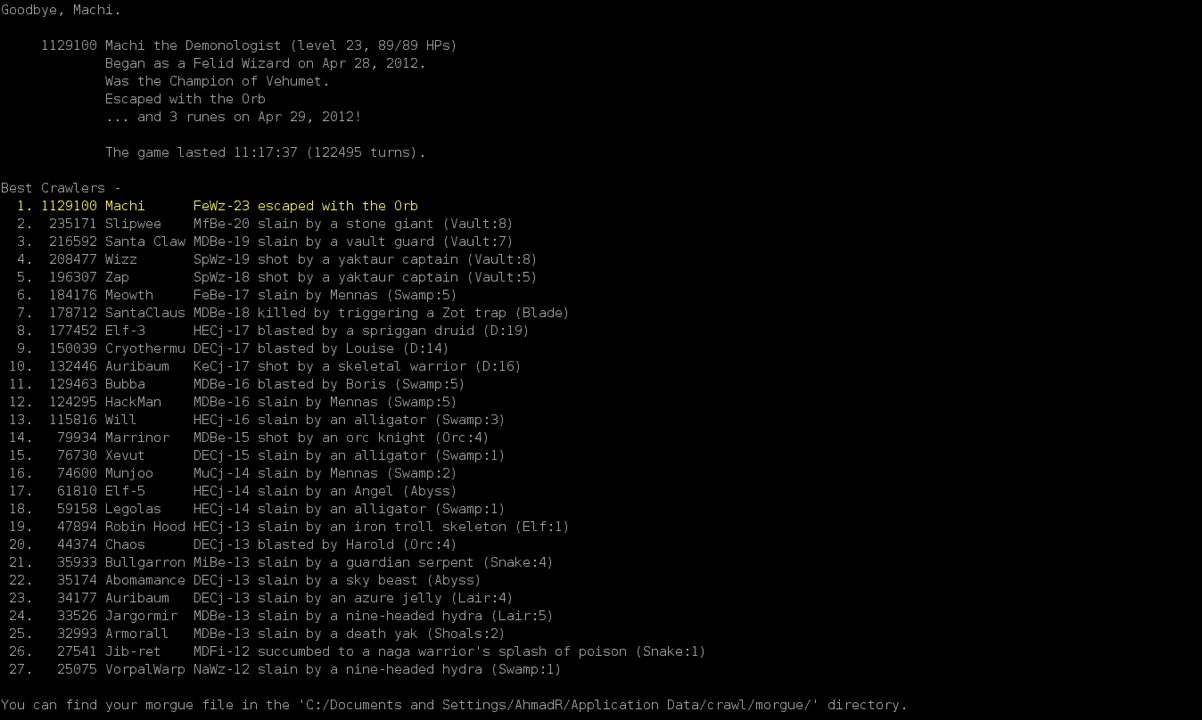 Goodbye, Machi.
1129100 Machi the Demonologist (level 23, 89/89 HPs)
Began as a Felid Wizard on Apr 28, 2012.
Was the Champion of Vehumet.
Escaped with the Orb
... and 3 runes on Apr 29, 2012!
The game lasted 11:17:37 (122495 turns).
Best Crawlers -
1. 1129100 Machi FeWz-23 escaped with the Orb
2. 235171 Slipwee MfBe-20 slain by a stone giant (Vault:8)
3. 216592 Santa Claw MDBe-19 slain by a vault guard (Vault:7)
4. 208477 Wizz SpWz-19 shot by a yaktaur captain (Vault:8)
5. 196307 Zap SpWz-18 shot by a yaktaur captain (Vault:5)
6. 184176 Meowth FeBe-17 slain by Mennas (Swamp:5)
7. 178712 SantaClaus MDBe-18 killed by triggering a Zot trap (Blade)
8. 177452 Elf-3 HECj-17 blasted by a spriggan druid (D:19)
9. 150039 Cryothermu DECj-17 blasted by Louise (D:14)
10. 132446 Auribaum KeCj-17 shot by a skeletal warrior (D:16)
11. 129463 Bubba MDBe-16 blasted by Boris (Swamp:5)
12. 124295 HackMan MDBe-16 slain by Mennas (Swamp:5)
13. 115816 Will HECj-16 slain by an alligator (Swamp:3)
14. 79934 Marrinor MDBe-15 shot by an orc knight (Orc:4)
15. 76730 Xevut DECj-15 slain by an alligator (Swamp:1)
16. 74600 Munjoo MuCj-14 slain by Mennas (Swamp:2)
17. 61810 Elf-5 HECj-14 slain by an Angel (Abyss)
18. 59158 Legolas HECj-14 slain by an alligator (Swamp:1)
19. 47894 Robin Hood HECj-13 slain by an iron troll skeleton (Elf:1)
20. 44374 Chaos DECj-13 blasted by Harold (Orc:4)
21. 35933 Bullgarron MiBe-13 slain by a guardian serpent (Snake:4)
22. 35174 Abomamance DECj-13 slain by a sky beast (Abyss)
23. 34177 Auribaum DECj-13 slain by an azure jelly (Lair:4)
24. 33526 Jargormir MDBe-13 slain by a nine-headed hydra (Lair:5)
25. 32993 Armorall MDBe-13 slain by a death yak (Shoals:2)
26. 27541 Jib-ret MDFi-12 succumbed to a naga warrior's splash of poison (Snake:1)
27. 25075 VorpalWarp NaWz-12 slain by a nine-headed hydra (Swamp:1)
You can find your morgue file in the 'C:/Documents and Settings/AhmadR/Application Data/crawl/morgue/' directory.